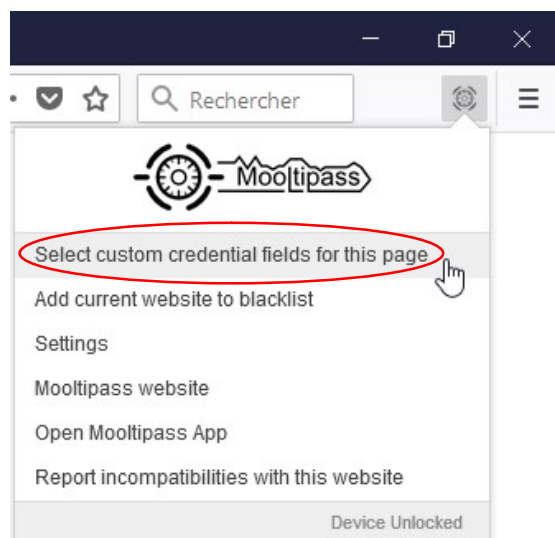 Rechercher
Mooltipass
Select custom credential fields for this page
Add current website to blacklist
Settings
Mooltipass website
Open Mooltipass App
Report incompatibilities with this website
Device Unlocked